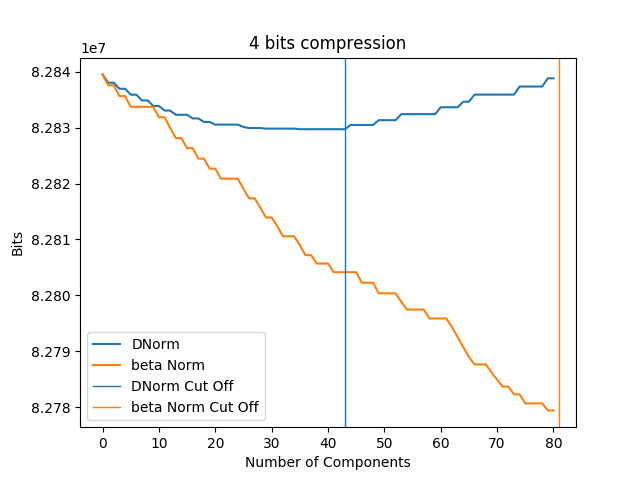 4 bits compression
1e7
8.284
8.283
8.282
8.281
8.280
8.279
8.278
Bits
DNorm
beta Norm
DNorm Cut Off
beta Norm Cut Off
0 10 20 30 40 50 60 70 80
Number of Components